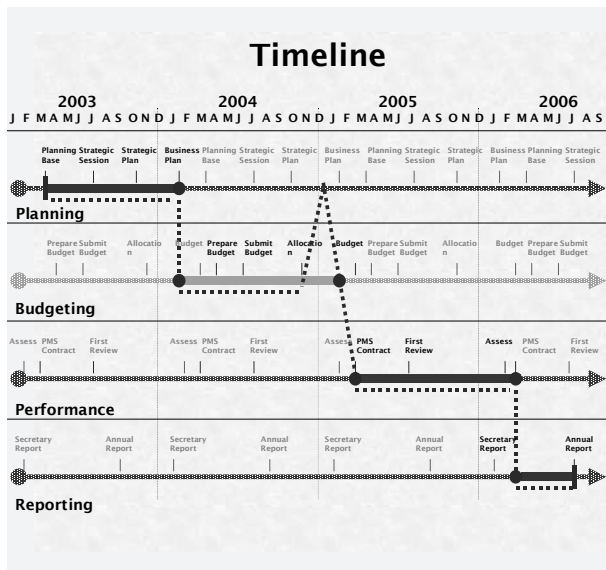 Timeline
2003 2004 2005 2006
J F M A M J J A S O N D J F M A M J J A S O N D J F M A M J J A S O N D J F M A M J J A S
Planning Strategic Strategic Business Planning Strategic Strategic Business Planning Strategic Strategic Business Planning Strategic
Base Session Plan Plan Base Session Plan Plan Base Session Plan Plan Base Session
Planning
Prepare Submit Allocatio Budget Prepare Submit Allocatio Budget Prepare Submit Allocatio Budget Prepare Submit
Budget Budget n Budget Budget n Budget Budget n Budget Budget
Budgeting
Assess PMS First Assess PMS First Assess PMS First Assess PMS First
Contract Review Contract Review Contract Review Contract Review
Performance
Secretary Annual Secretary Annual Secretary Annual Secretary Annual
Report Report Report Report Report Report Report Report
Reporting